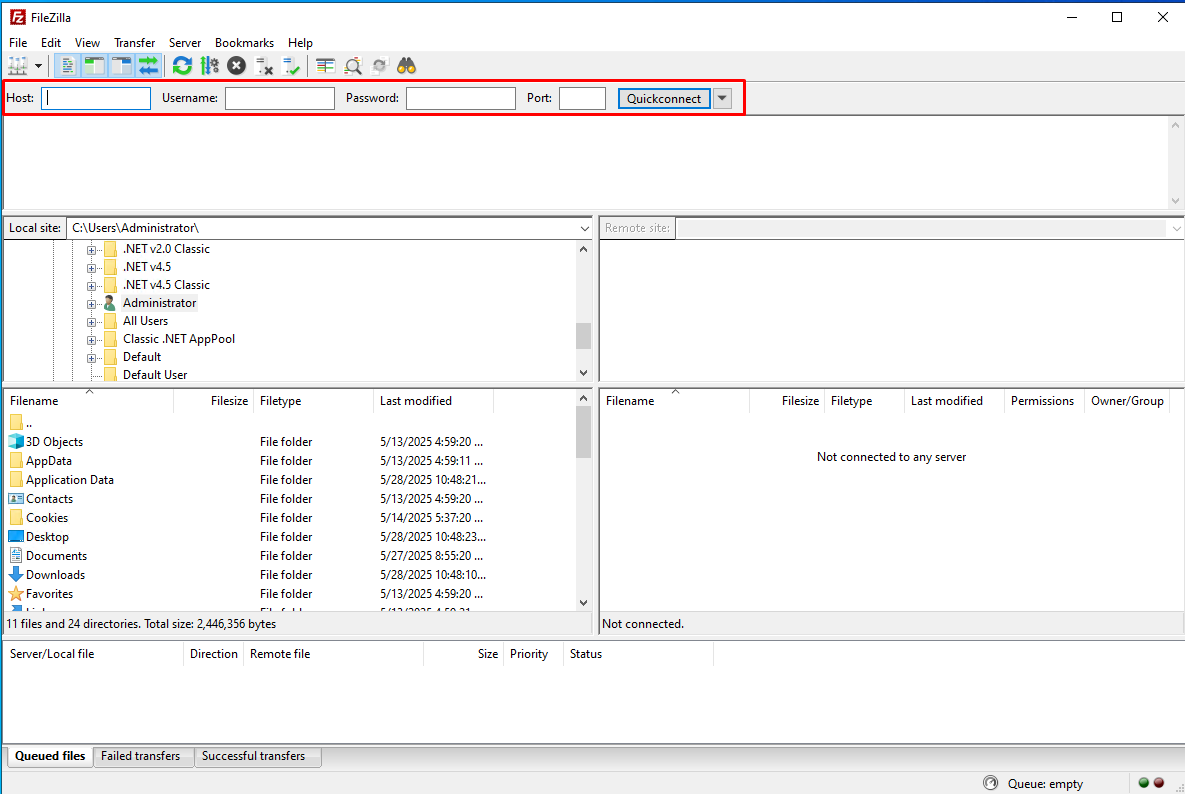 FileZilla
File Edit View Transfer Server Bookmarks Help
Host: Username: Password: Port: Quickconnect
Local site: C:\Users\Administrator\
Remote site:
.NET v2.0 Classic
.NET v4.5
.NET v4.5 Classic
Administrator
All Users
Classic .NET AppPool
Default
Default User
Filename Filesize Filetype Last modified
..
3D Objects File folder 5/13/2025 4:59:20 ...
AppData File folder 5/13/2025 4:59:11 ...
Application Data File folder 5/28/2025 10:48:21...
Contacts File folder 5/13/2025 4:59:20 ...
Cookies File folder 5/14/2025 5:37:20 ...
Desktop File folder 5/28/2025 10:48:23...
Documents File folder 5/27/2025 8:55:20 ...
Downloads File folder 5/28/2025 10:48:10...
Favorites File folder 5/13/2025 4:59:20 ...
11 files and 24 directories. Total size: 2,446,356 bytes
Filename Filesize Filetype Last modified Permissions Owner/Group
Not connected to any server
Not connected.
Server/Local file Direction Remote file Size Priority Status
Queued files Failed transfers Successful transfers
Queue: empty